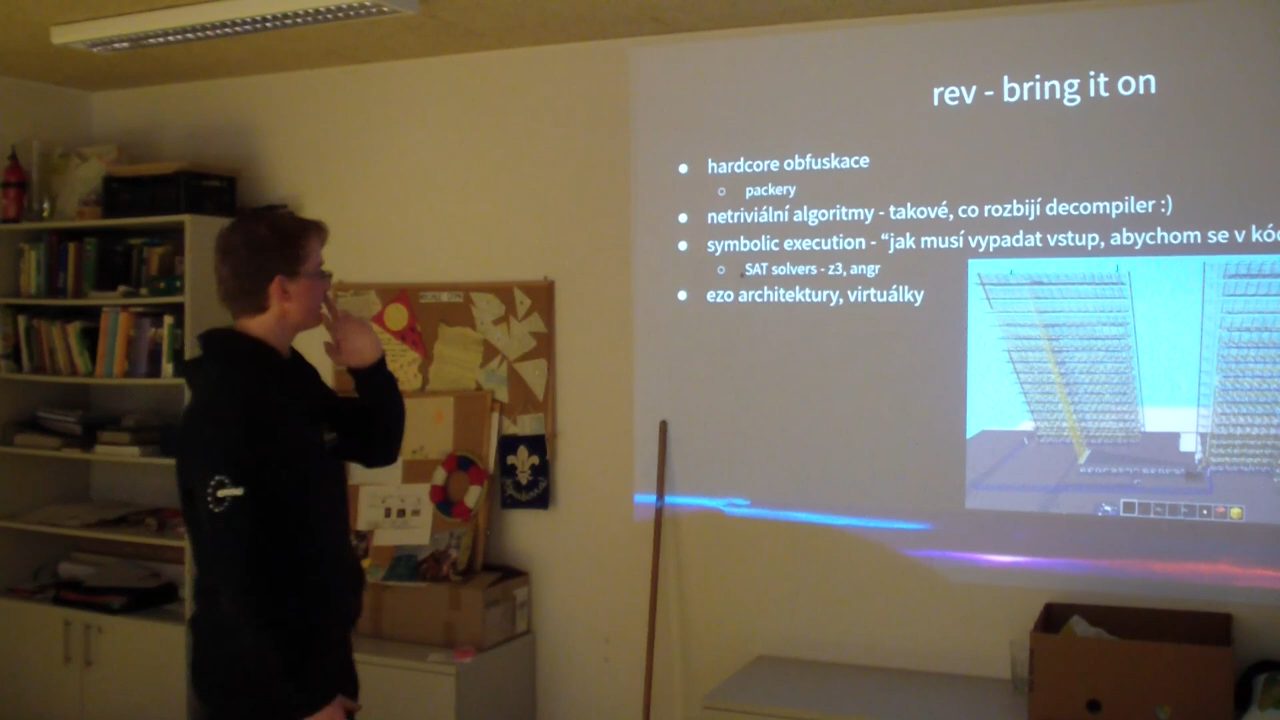 rev - bring it on
hardcore obfuskace
packery
netriviální algoritmy - takové, co rozbijí decompiler :)
symbolic execution - “jak musí vypadat vstup, abychom se v kó
SAT solvers - z3, angr
ezo architektury, virtuálky